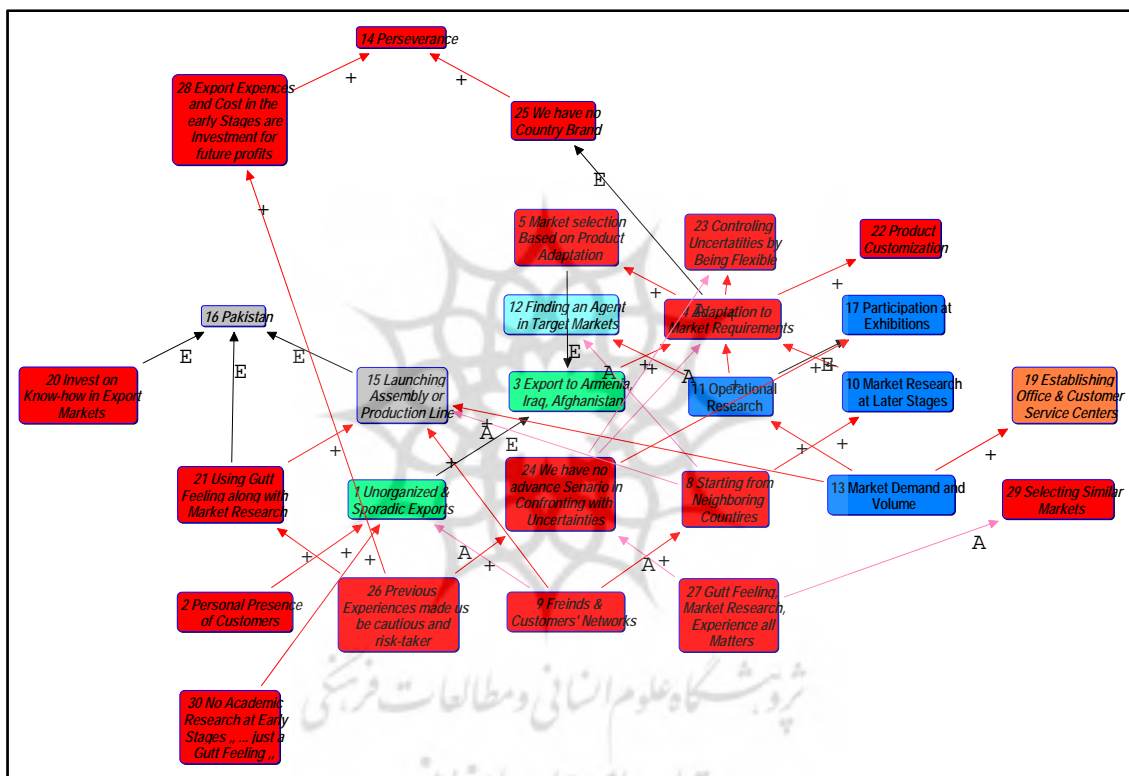 14 Perseverance
+
+
28 Export Expences
and Cost in the
early Stages are
Investment for
future profits
25 We have no
Country Brand
E
+
5 Market selection
Based on Product
Adaptation
23 Controling
Uncertatities by
Being Flexible
22 Product
Customization
+
+
12 Finding an Agent
in Target Markets
4 Adaptation to
Market Requirements
17 Participation at
Exhibitions
16 Pakistan
E
E
E
E
A
+
+
A
+
+
E
20 Invest on
Know-how in Export
Markets
15 Launching
Assembly or
Production Line
3 Export to Armenia,
Iraq, Afghanistan
11 Operational
Research
10 Market Research
at Later Stages
19 Establishing
Office & Customer
Service Centers
+
+
A
E
+
+
+
+
21 Using Gutt
Feeling along with
Market Research
1 Unorganized &
Sporadic Exports
24 We have no
advance Senario in
Confronting with
Uncertainties
8 Starting from
Neighboring
Countires
13 Market Demand and
Volume
29 Selecting Similar
Markets
+
+
+
A
+
A
+
A
2 Personal Presence
of Customers
26 Previous
Experiences made us
be cautious and
risk-taker
9 Freinds &
Customers' Networks
27 Gutt Feeling,
Market Research,
Experience all
Matters
30 No Academic
Research at Early
Stages ,, ... just a
Gutt Feeling ,,
پژوهشگاه علوم انسانی و مطالعات فرهنگی